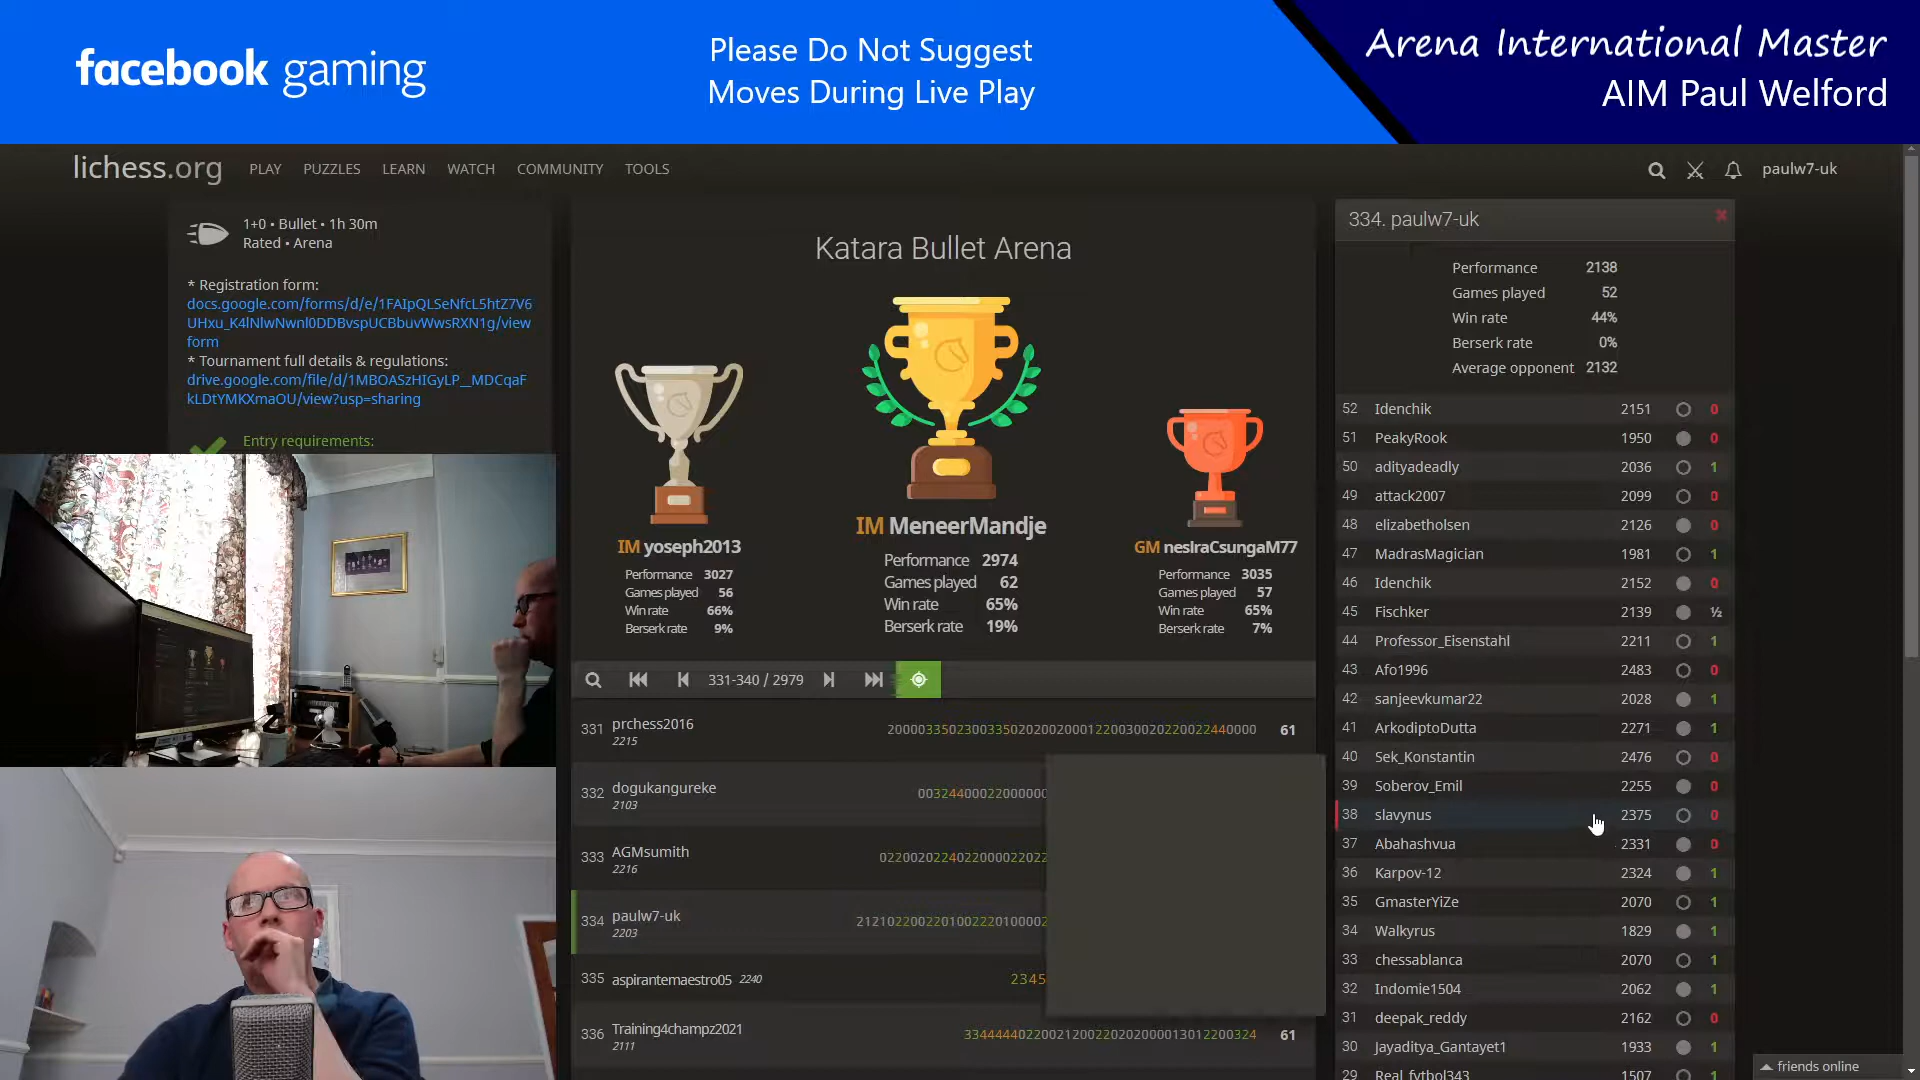 facebook gaming
Please Do Not Suggest
Moves During Live Play
Arena International Master
AIM Paul Welford
lichess.org PLAY PUZZLES LEARN WATCH COMMUNITY TOOLS paulw7-uk
1+0 • Bullet • 1h 30m
Rated • Arena
* Registration form:
docs.google.com/forms/d/e/1FAIpQLSeNfcL5htZ7V6
UHxu_K4lNlwNwnl0DDBvspUCBbuvWwsRXN1g/view
form
* Tournament full details & regulations:
drive.google.com/file/d/1MBOASzHIGyLP__MDCqaF
kLDtYMKXmaOU/view?usp=sharing
Entry requirements:
Katara Bullet Arena
IM yoseph2013
Performance 3027
Games played 56
Win rate 66%
Berserk rate 9%
IM MeneerMandje
Performance 2974
Games played 62
Win rate 65%
Berserk rate 19%
GM neslraCsungaM77
Performance 3035
Games played 57
Win rate 65%
Berserk rate 7%
331-340 / 2979
331 prchess2016 2215 200003350230033502020020001220030020220022440000 61
332 dogukangureke 2103 003244000220000000
333 AGMsumith 2216 0220020224022000022022
334 paulw7-uk 2203 2121022002201002220100002
335 aspirantemaestro05 2240 2345
336 Training4champz2021 2111 33444440220021200220202000013012200324 61
334. paulw7-uk
Performance 2138
Games played 52
Win rate 44%
Berserk rate 0%
Average opponent 2132
52 Idenchik 2151 0
51 PeakyRook 1950 0
50 adityadeadly 2036 1
49 attack2007 2099 0
48 elizabetholsen 2126 0
47 MadrasMagician 1981 1
46 Idenchik 2152 0
45 Fischker 2139 ½
44 Professor_Eisenstahl 2211 1
43 Afo1996 2483 0
42 sanjeevkumar22 2028 1
41 ArkodiptoDutta 2271 1
40 Sek_Konstantin 2476 0
39 Soberov_Emil 2255 0
38 slavynus 2375 0
37 Abahashvua 2331 0
36 Karpov-12 2324 1
35 GmasterYiZe 2070 1
34 Walkyrus 1829 1
33 chessablanca 2070 1
32 Indomie1504 2062 1
31 deepak_reddy 2162 0
30 Jayaditya_Gantayet1 1933 1
29 Real_fytbol343 1507 1
friends online